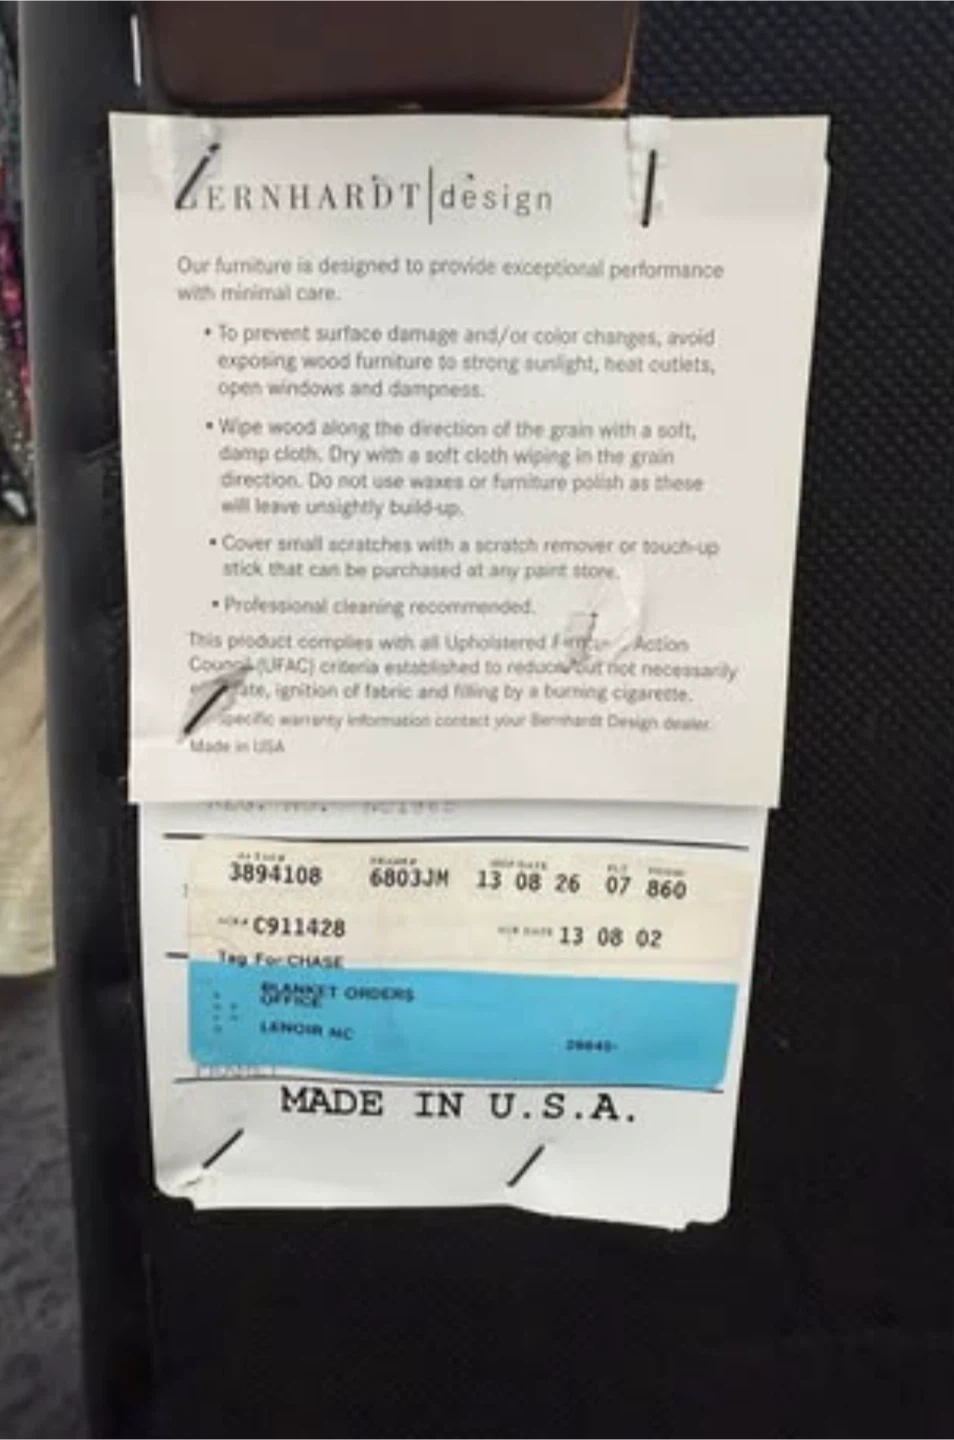 BERNHARDT|design
Our furniture is designed to provide exceptional performance
with minimal care.
• To prevent surface damage and/or color changes, avoid
exposing wood furniture to strong sunlight, heat outlets,
open windows and dampness.
• Wipe wood along the direction of the grain with a soft,
damp cloth. Dry with a soft cloth wiping in the grain
direction. Do not use waxes or furniture polish as these
will leave unsightly build-up.
• Cover small scratches with a scratch remover or touch-up
stick that can be purchased at any paint store.
• Professional cleaning recommended.
This product complies with all Upholstered Action
Council (UFAC) criteria established to reduce, but not necessarily
ignition of fabric and filling by a burning cigarette.
specific warranty information contact your Bernhardt Design dealer.
Made in USA
3894108 6803JM 13 08 26 07 860
C911428 13 08 02
Tag For: CHASE
BLANKET ORDERS
OFFICE
LENOIR NC
28645-
MADE IN U.S.A.